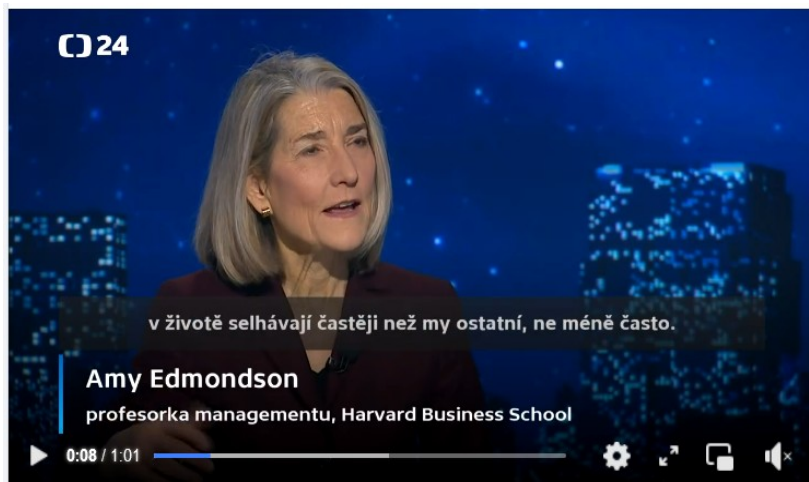 24
v životě selhávají častěji než my ostatní, ne méně často.
Amy Edmondson
profesorka managementu, Harvard Business School
0:08 / 1:01